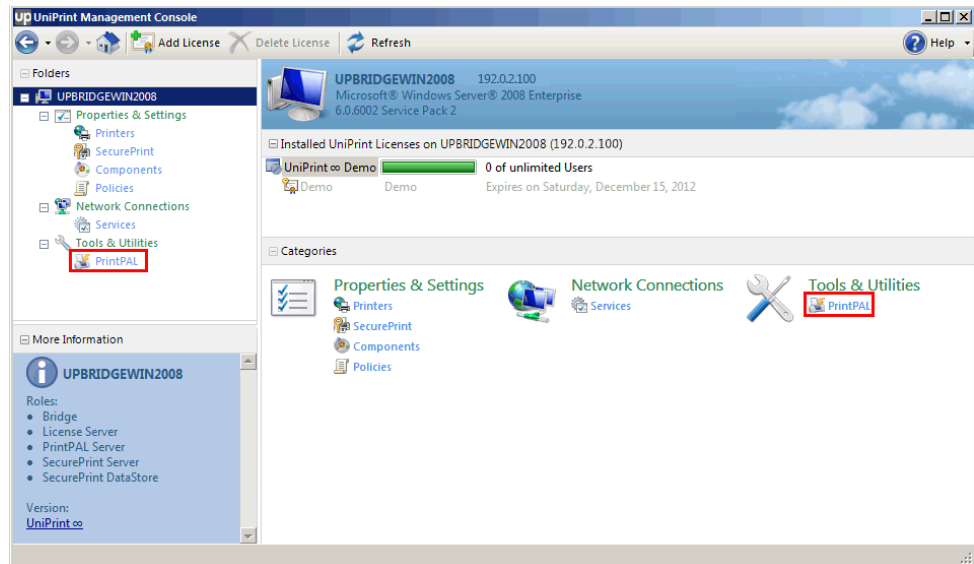 UP UniPrint Management Console
Add License Delete License Refresh Help
Folders
UPBRIDGEWIN2008
Properties & Settings
Printers
SecurePrint
Components
Policies
Network Connections
Services
Tools & Utilities
PrintPAL
More Information
UPBRIDGEWIN2008
Roles:
• Bridge
• License Server
• PrintPAL Server
• SecurePrint Server
• SecurePrint DataStore
Version:
UniPrint ∞
UPBRIDGEWIN2008 192.0.2.100
Microsoft® Windows Server® 2008 Enterprise
6.0.6002 Service Pack 2
Installed UniPrint Licenses on UPBRIDGEWIN2008 (192.0.2.100)
UniPrint ∞ Demo 0 of unlimited Users
Demo Demo Expires on Saturday, December 15, 2012
Categories
Properties & Settings
Printers
SecurePrint
Components
Policies
Network Connections
Services
Tools & Utilities
PrintPAL